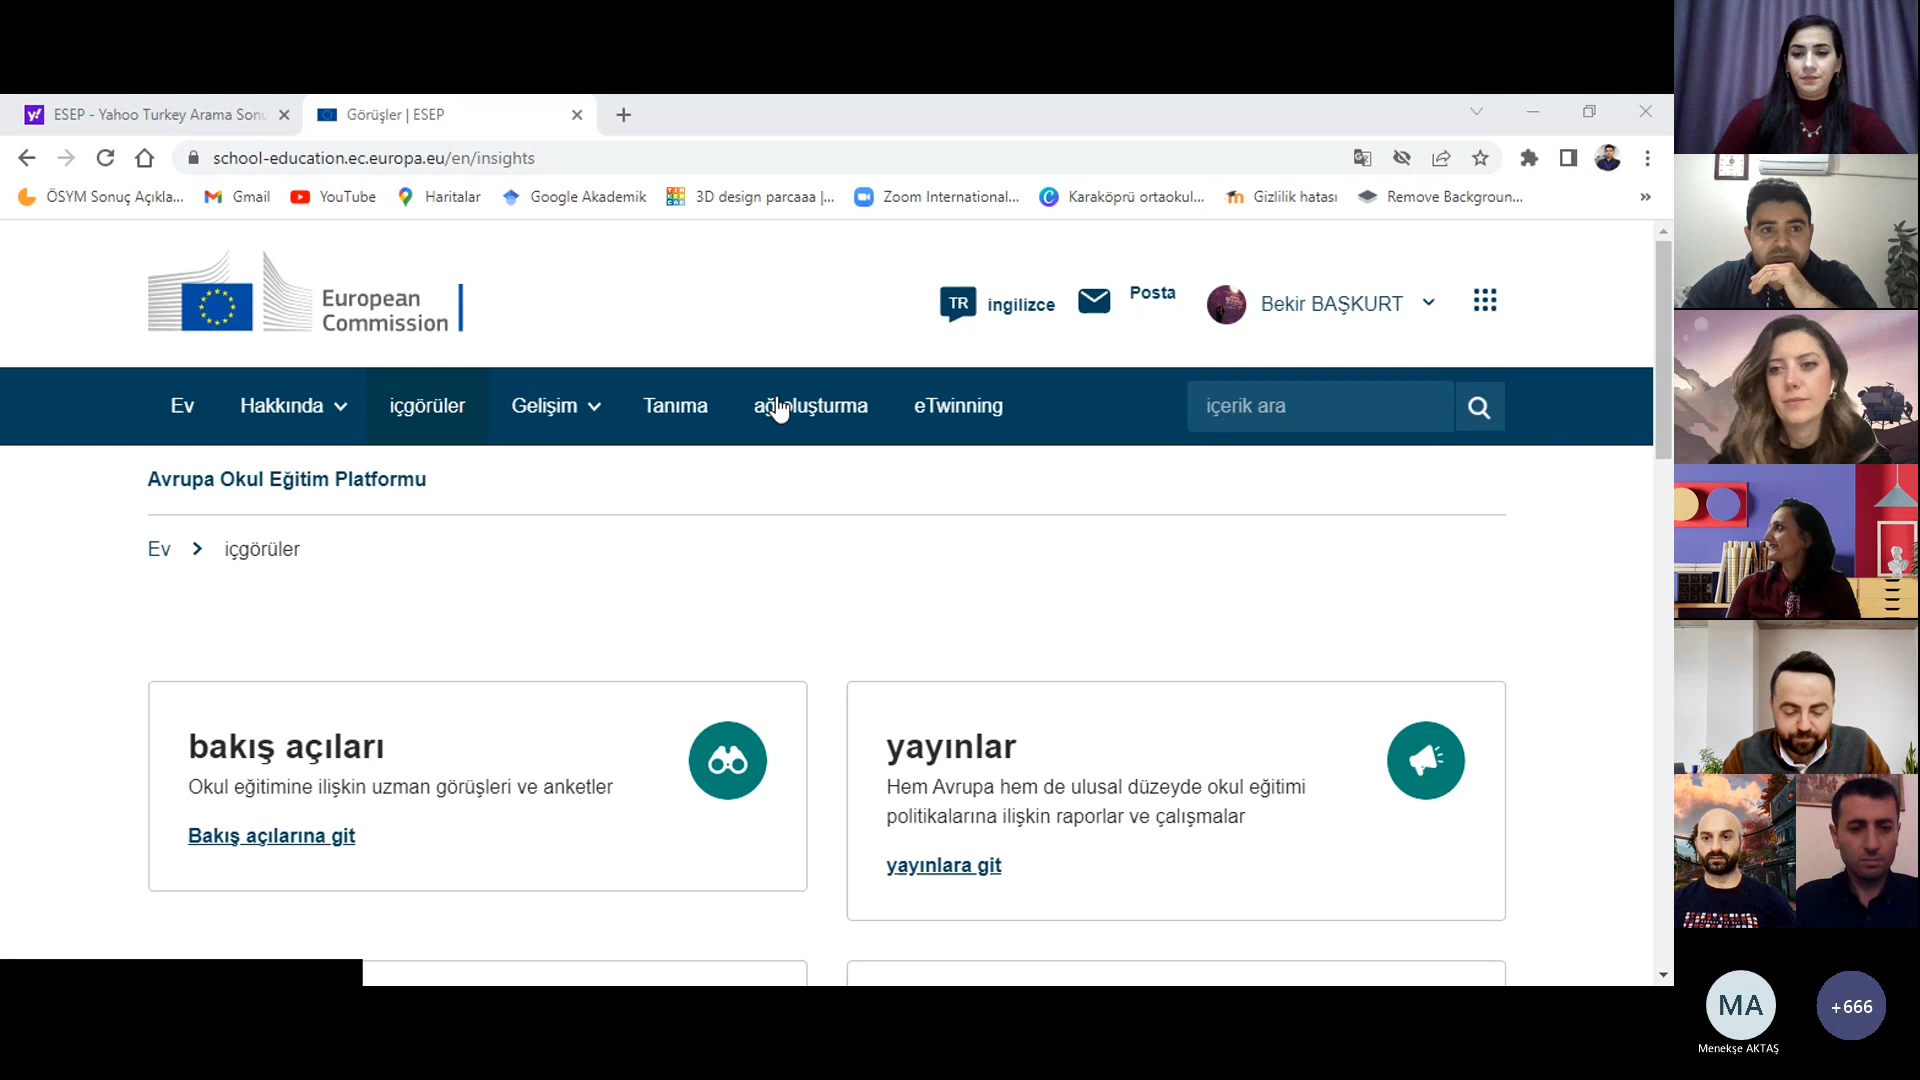 ESEP - Yahoo Turkey Arama Sonu
Görüşler | ESEP
school-education.ec.europa.eu/en/insights
ÖSYM Sonuç Açıkla...
Gmail
YouTube
Haritalar
Google Akademik
3D design parcaaa |...
Zoom International...
Karaköprü ortaokul...
Gizlilik hatası
Remove Backgroun...
European
Commission
TR
ingilizce
Posta
Bekir BAŞKURT
Ev
Hakkında
içgörüler
Gelişim
Tanıma
ağ oluşturma
eTwinning
içerik ara
Avrupa Okul Eğitim Platformu
Ev > içgörüler
bakış açıları
Okul eğitimine ilişkin uzman görüşleri ve anketler
Bakış açılarına git
yayınlar
Hem Avrupa hem de ulusal düzeyde okul eğitimi
politikalarına ilişkin raporlar ve çalışmalar
yayınlara git
MA
+666
Menekşe AKTAŞ